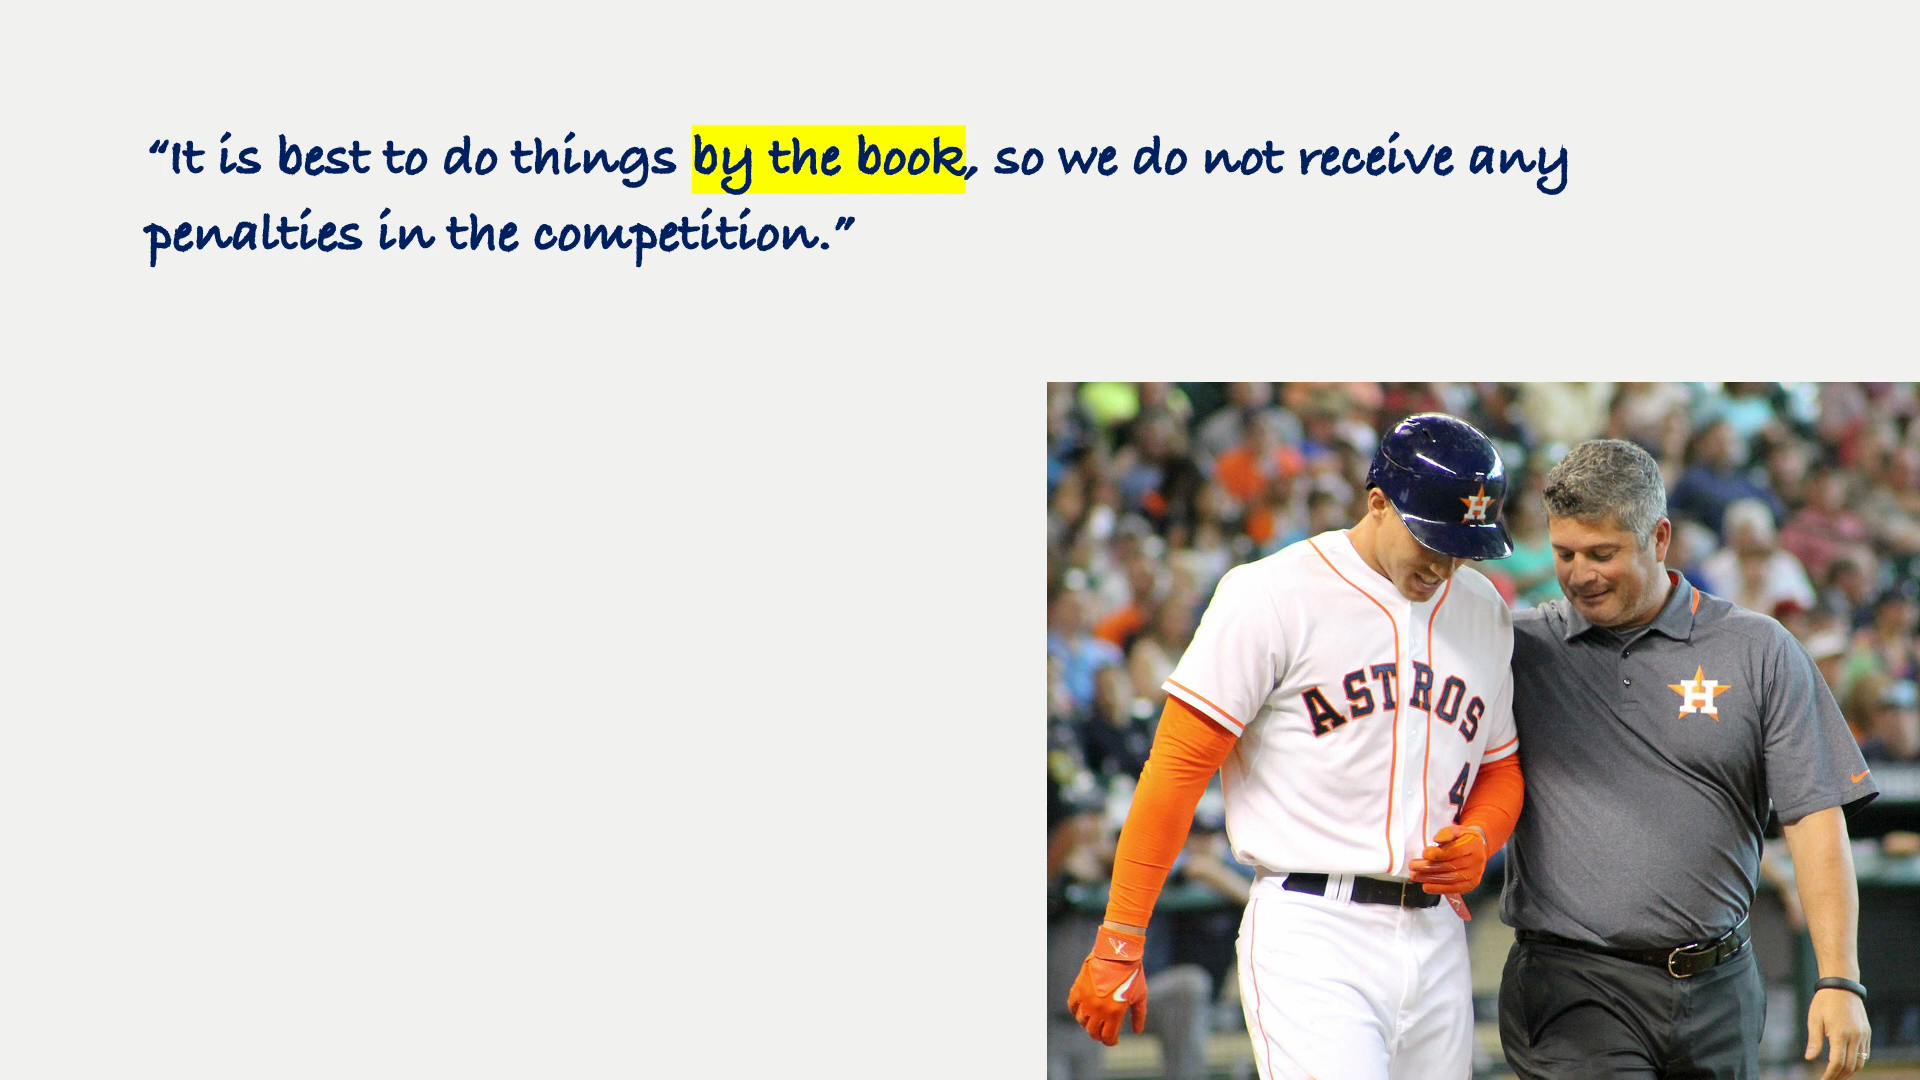 “It is best to do things by the book, so we do not receive any
penalties in the competition.”
H
H
ASTROS
4